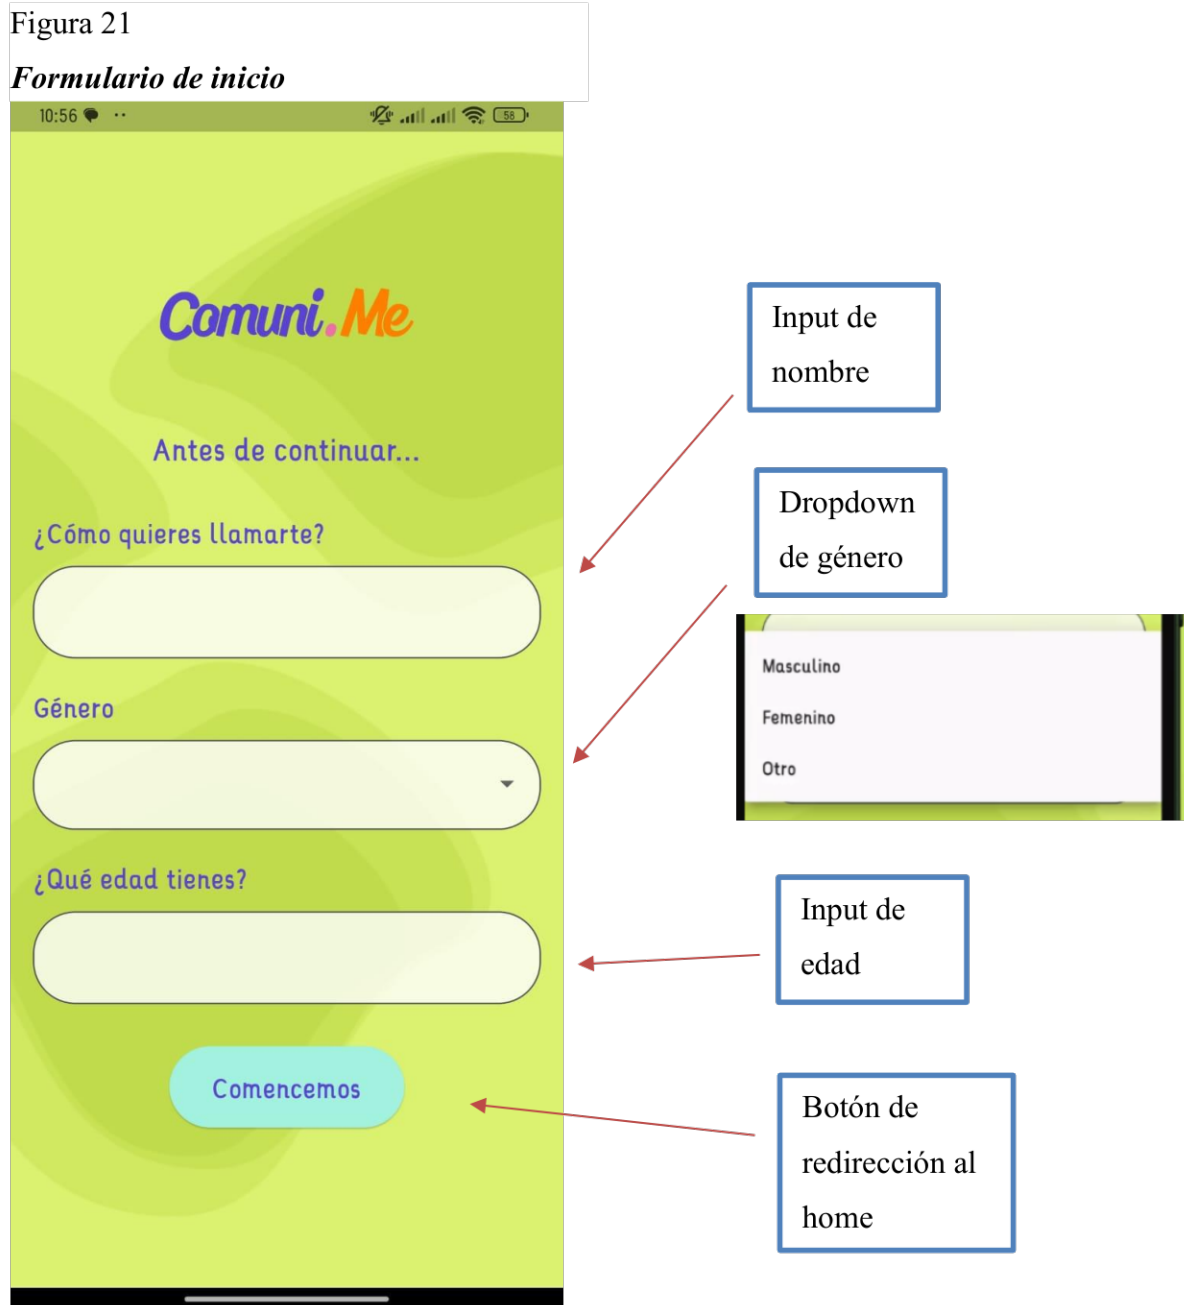 Figura 21
Formulario de inicio
10:56
58
Comuni.Me
Antes de continuar...
¿Cómo quieres llamarte?
Género
¿Qué edad tienes?
Comencemos
Input de
nombre
Dropdown
de género
Masculino
Femenino
Otro
Input de
edad
Botón de
redirección al
home